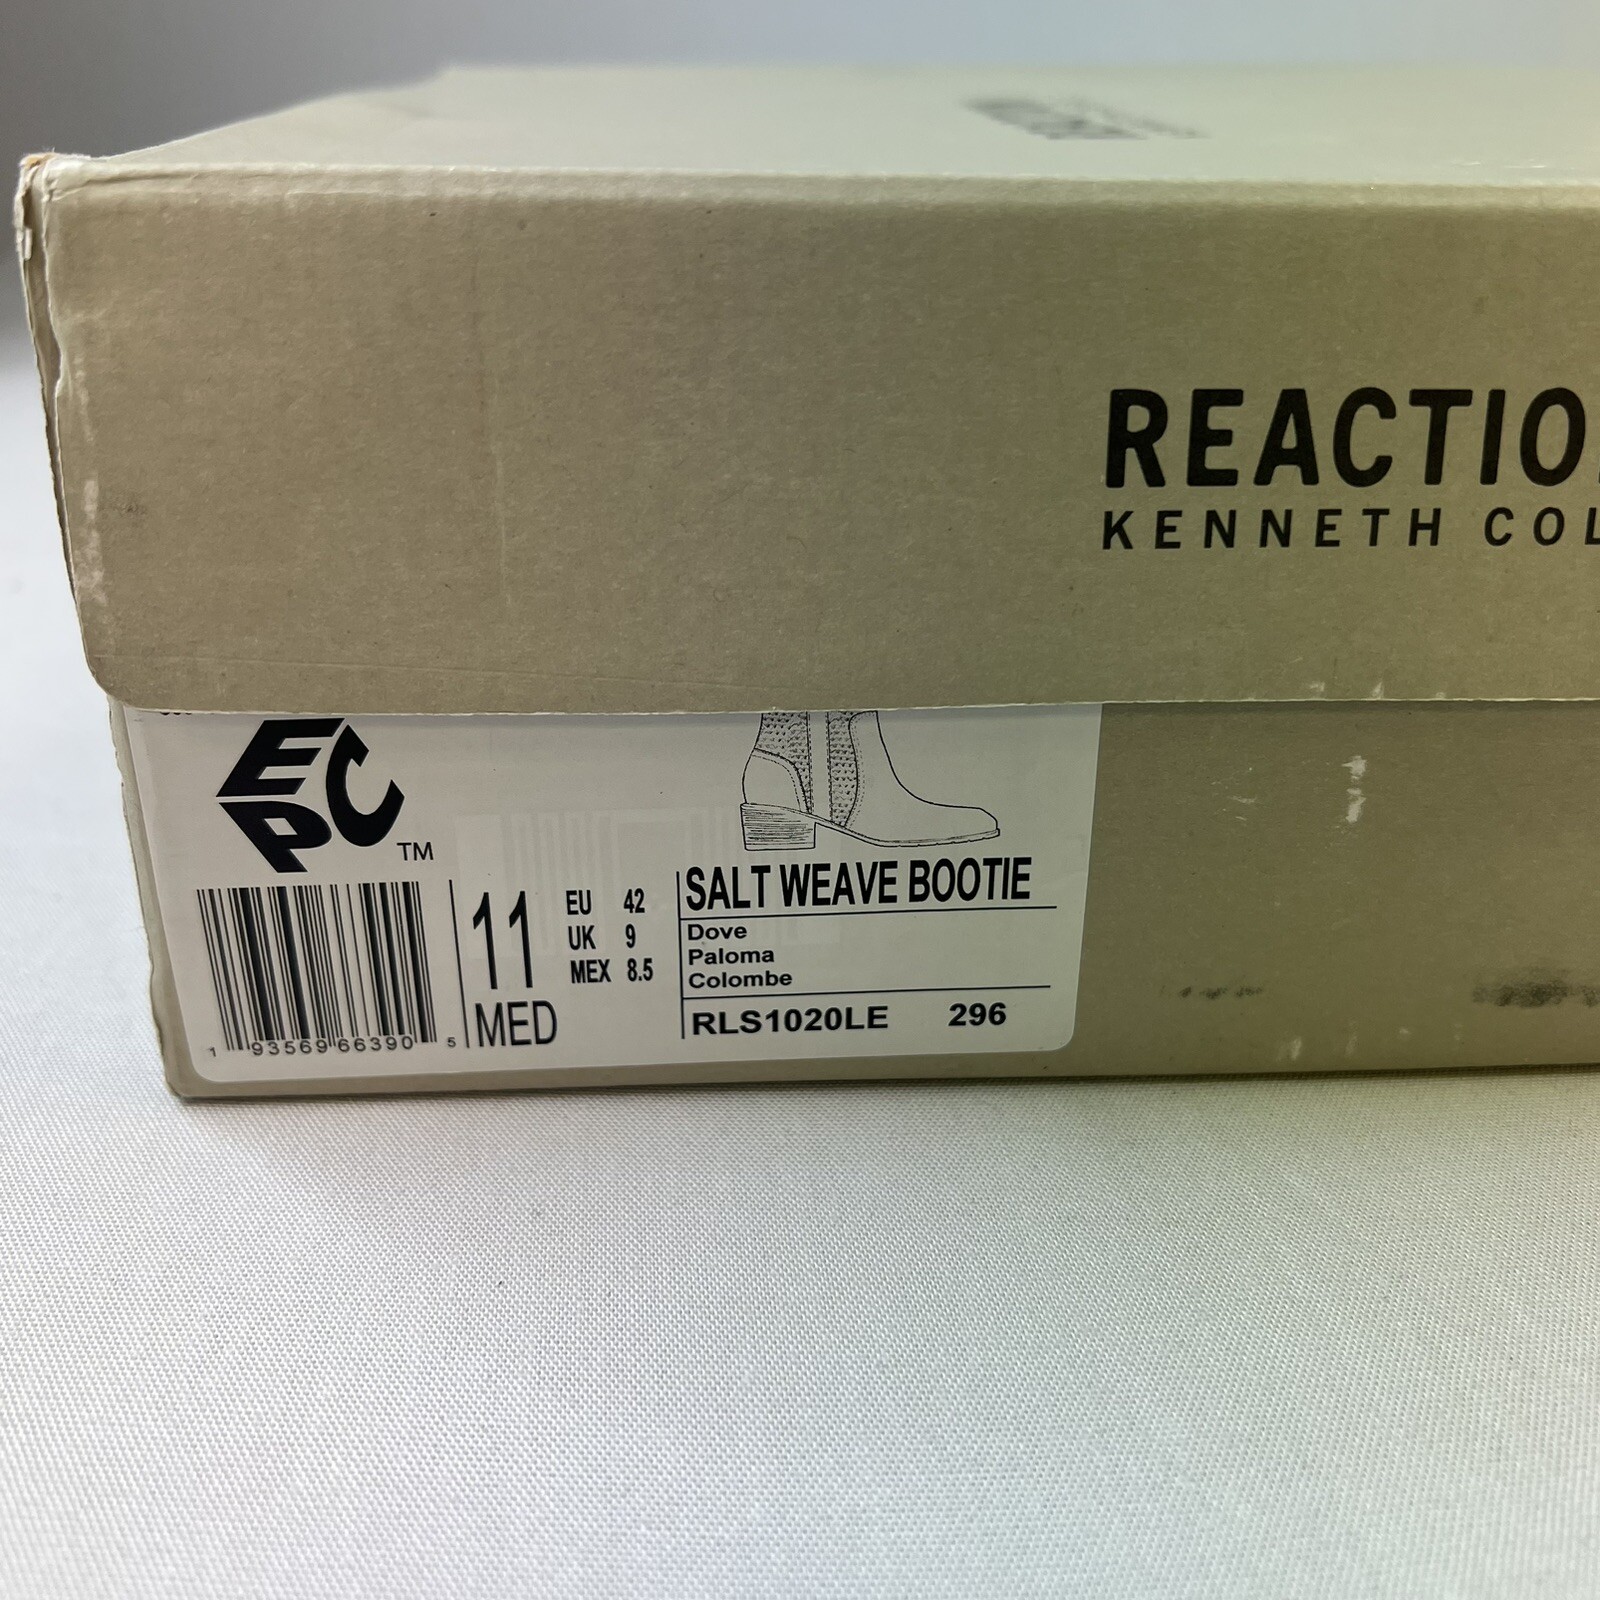 REACTIO
KENNETH COL
EPC
TM
11
MED
EU 42
UK 9
MEX 8.5
SALT WEAVE BOOTIE
Dove
Paloma
Colombe
RLS1020LE 296
1 93569 66390 5